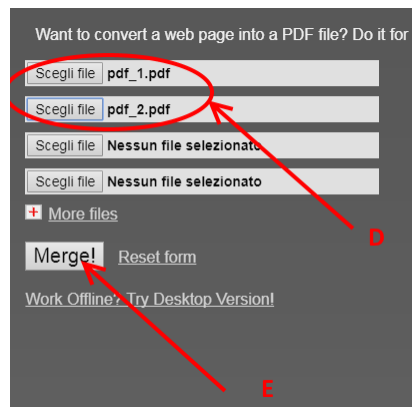 Want to convert a web page into a PDF file? Do it for
Scegli file pdf_1.pdf
Scegli file pdf_2.pdf
Scegli file Nessun file selezionato
Scegli file Nessun file selezionato
+ More files
D
Merge! Reset form
Work Offline? Try Desktop Version!
E